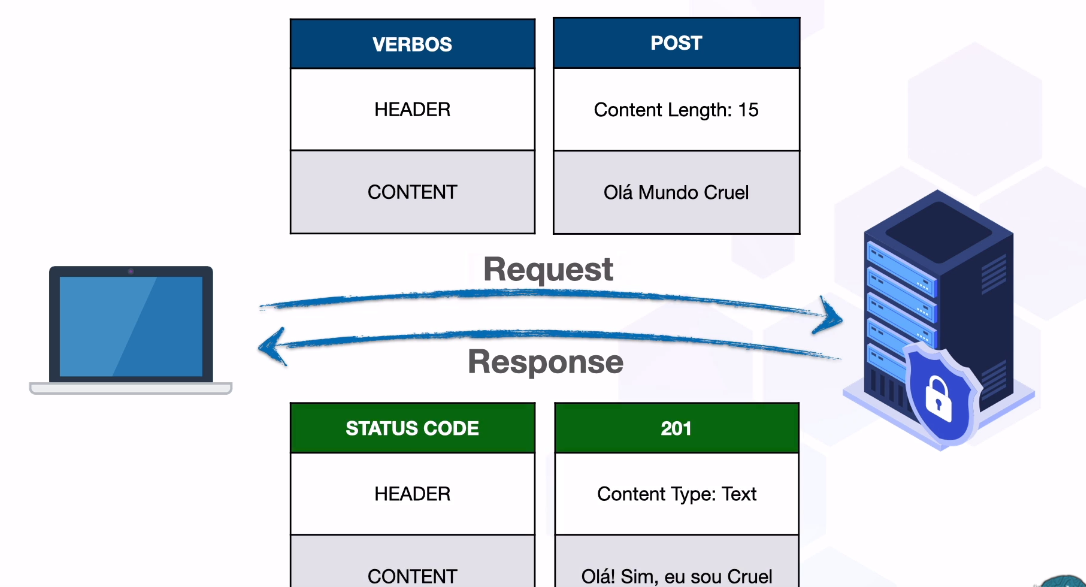 VERBOS
POST
HEADER
Content Length: 15
CONTENT
Olá Mundo Cruel
Request
Response
STATUS CODE
201
HEADER
Content Type: Text
CONTENT
Olá! Sim, eu sou Cruel